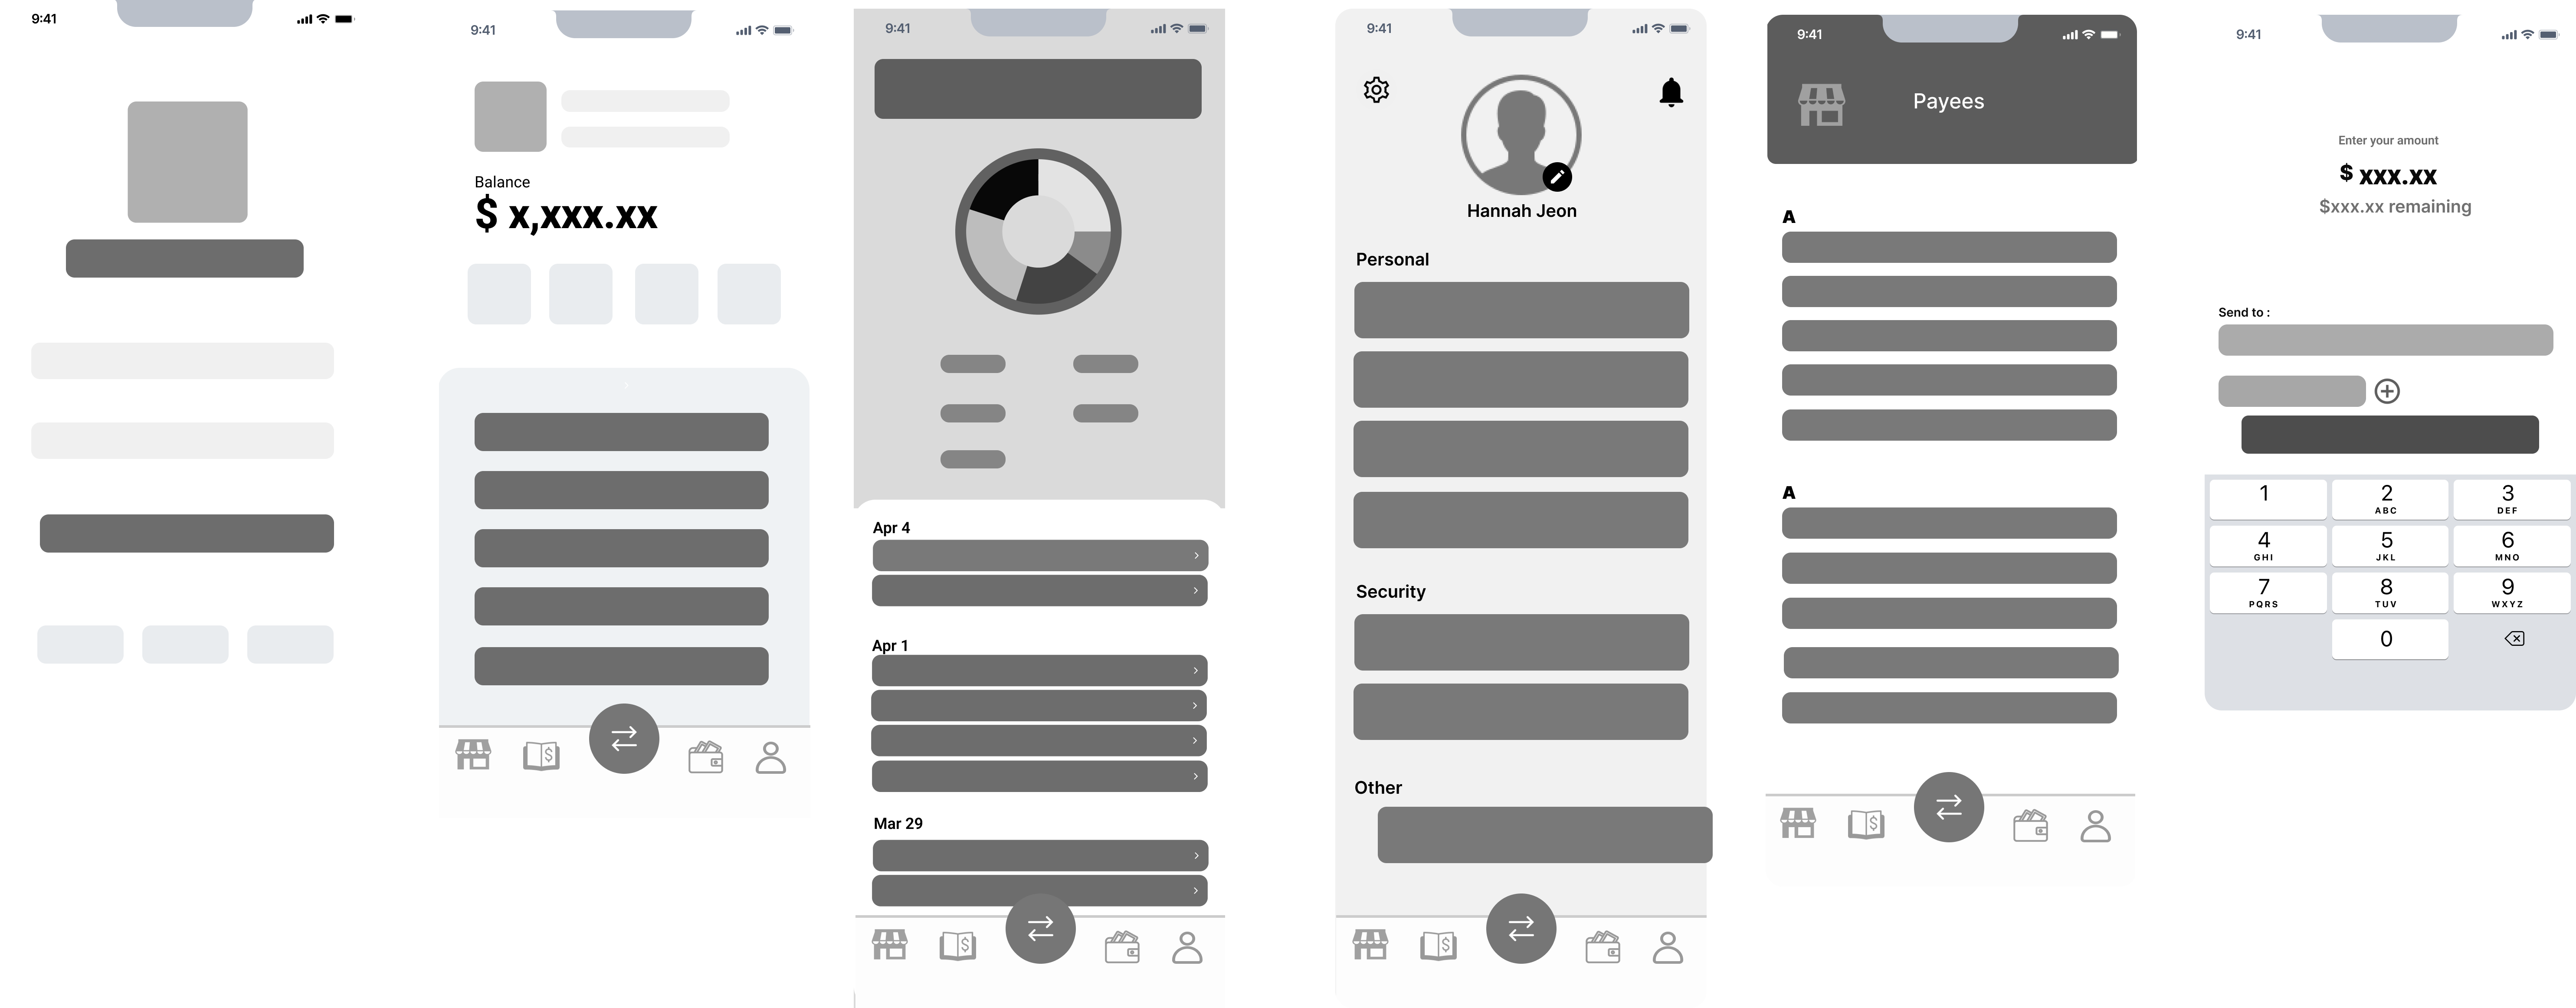 9:41
9:41
Balance
$ x,xxx.xx
$
9:41
Apr 4
Apr 1
Mar 29
$
9:41
Hannah Jeon
Personal
Security
Other
$
9:41
Payees
A
A
$
9:41
Enter your amount
$ xxx.xx
$xxx.xx remaining
Send to :
1
2
ABC
3
DEF
4
GHI
5
JKL
6
MNO
7
PQRS
8
TUV
9
WXYZ
0